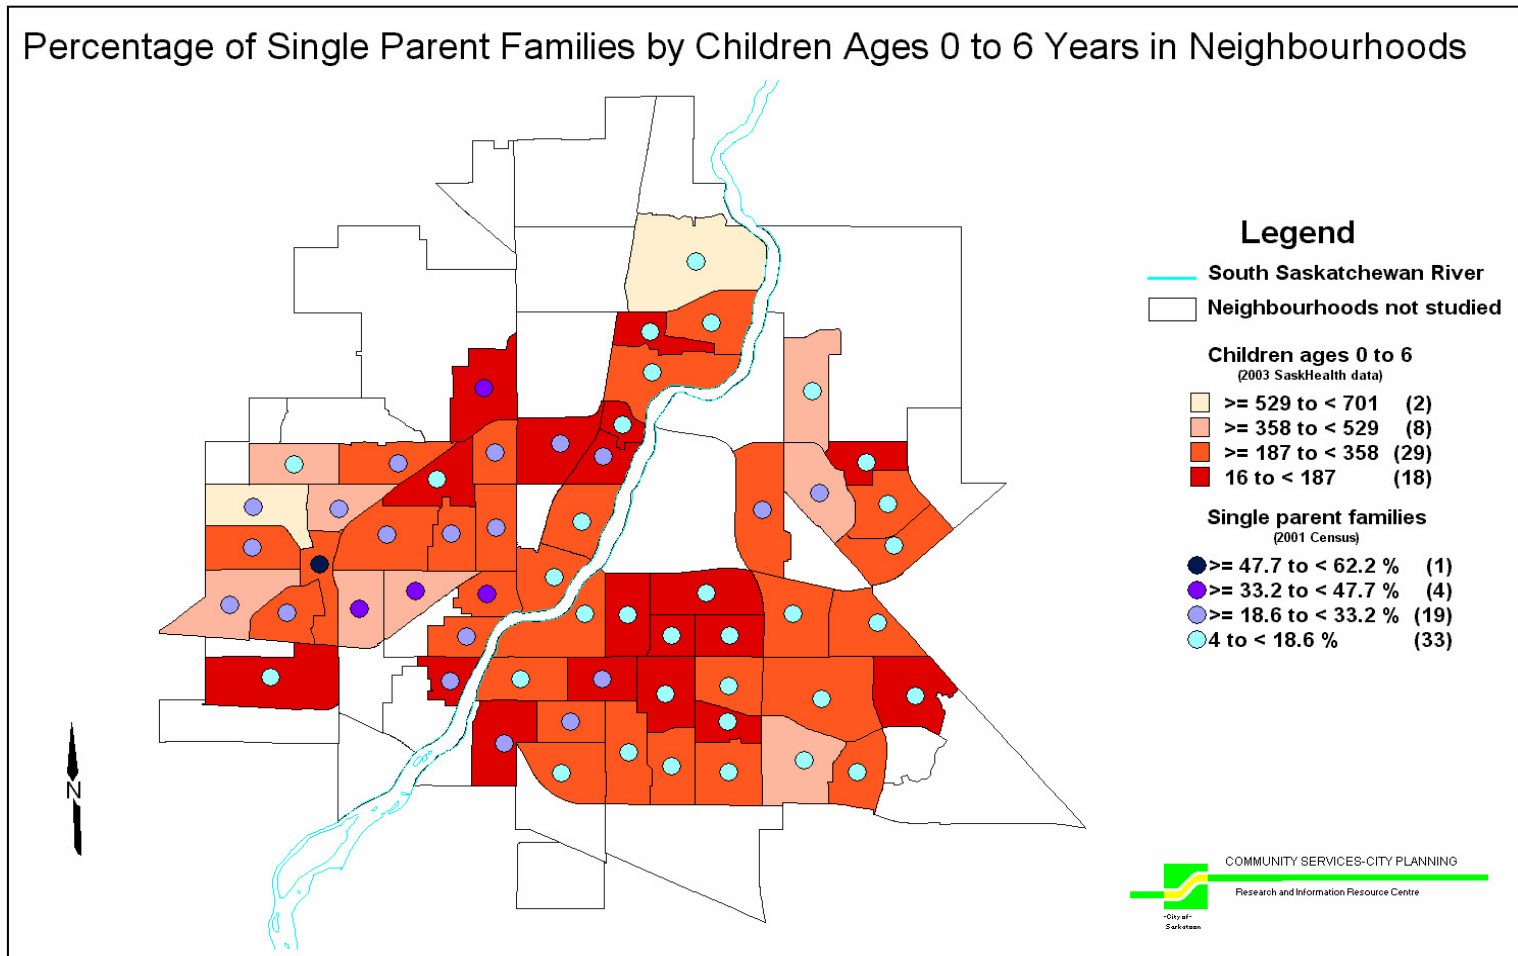 Percentage of Single Parent Families by Children Ages 0 to 6 Years in Neighbourhoods
Legend
South Saskatchewan River
Neighbourhoods not studied
Children ages 0 to 6
(2003 SaskHealth data)
>= 529 to < 701 (2)
>= 358 to < 529 (8)
>= 187 to < 358 (29)
16 to < 187 (18)
Single parent families
(2001 Census)
>= 47.7 to < 62.2 % (1)
>= 33.2 to < 47.7 % (4)
>= 18.6 to < 33.2 % (19)
4 to < 18.6 % (33)
N
COMMUNITY SERVICES-CITY PLANNING
Research and Information Resource Centre
-City of-
Saskatoon